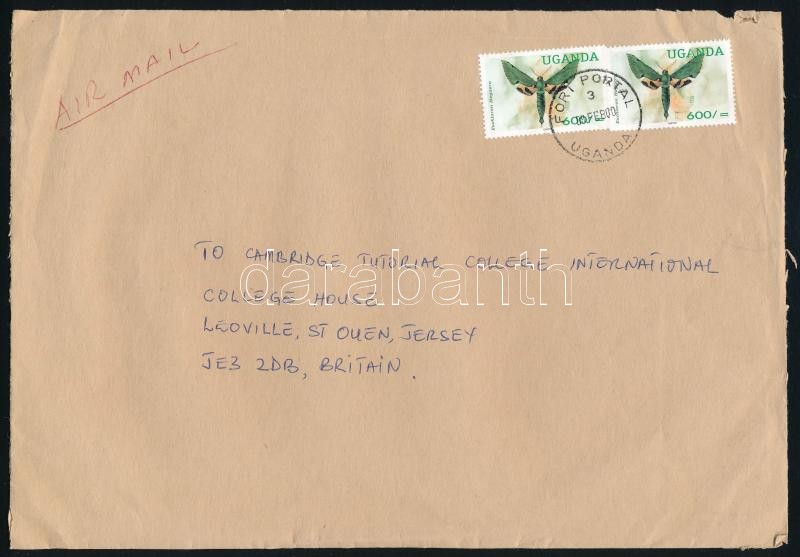 AIR MAIL
UGANDA
600/=
UGANDA
600/=
FORT PORTAL
3
FEB00
UGANDA
TO CAMBRIDGE TUTORIAL COLLEGE INTERNATIONAL
COLLEGE HOUSE
LEOVILLE, ST OUEN, JERSEY
JE3 2DB, BRITAIN.
darabanth